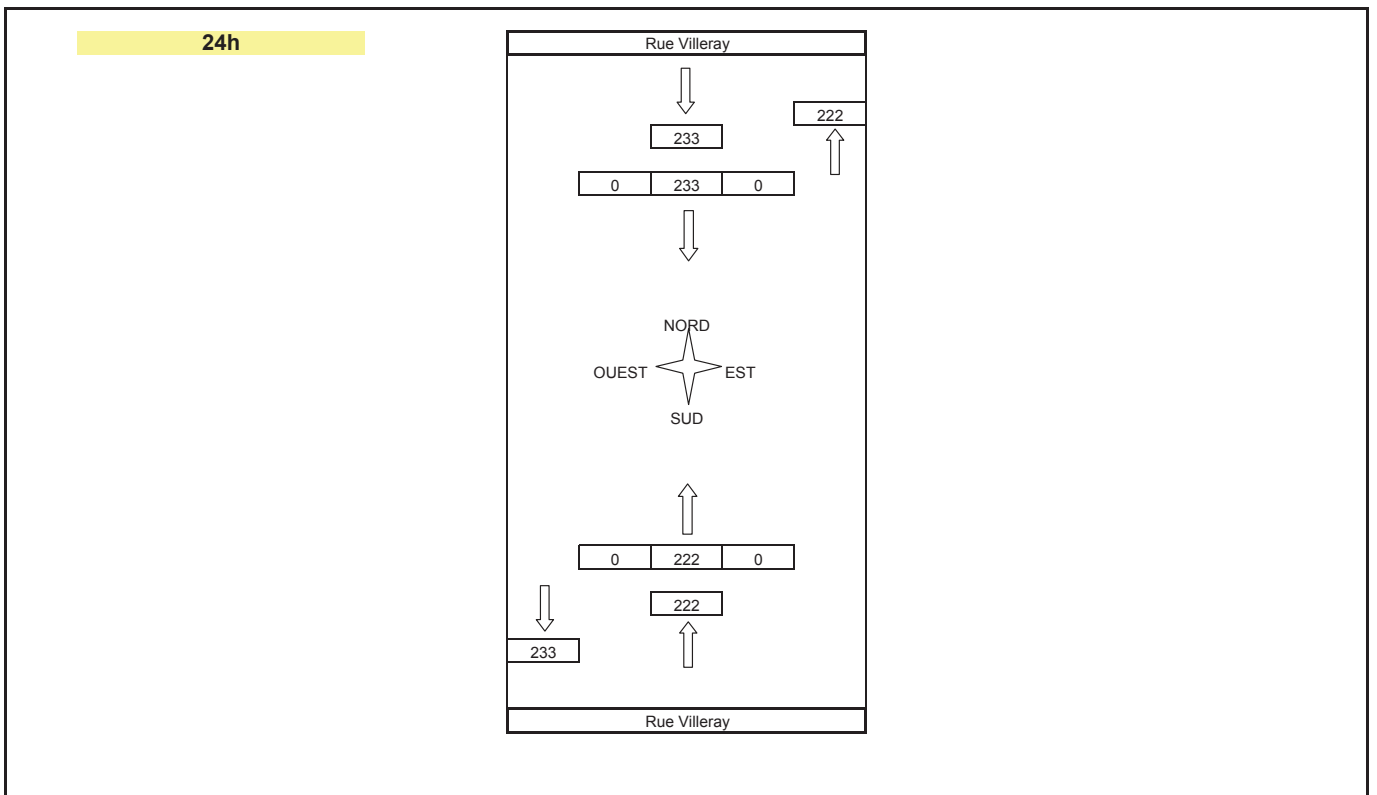 24h
Rue Villeray
222
233
0 233 0
NORD
OUEST EST
SUD
0 222 0
222
233
Rue Villeray